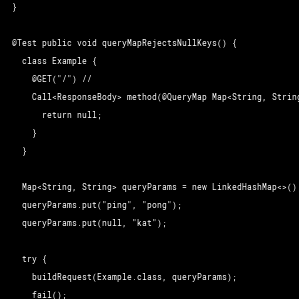 }
@Test public void queryMapRejectsNullKeys() {
class Example {
@GET("/") //
Call<ResponseBody> method(@QueryMap Map<String, String
return null;
}
}
Map<String, String> queryParams = new LinkedHashMap<>()
queryParams.put("ping", "pong");
queryParams.put(null, "kat");
try {
buildRequest(Example.class, queryParams);
fail();